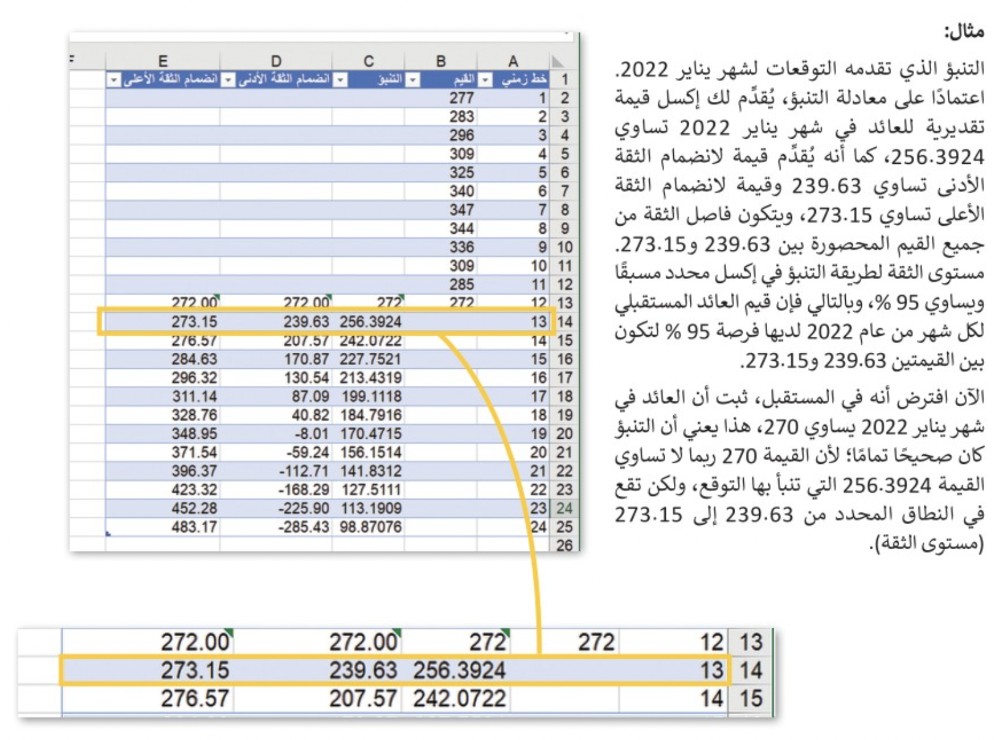 مثال:
التنبؤ الذي تقدمه التوقعات لشهر يناير 2022.
اعتمادًا على معادلة التنبؤ، يُقدِّم لك إكسل قيمة
تقديرية للعائد في شهر يناير 2022 تساوي
256.3924، كما أنه يُقدِّم قيمة لانضمام الثقة
الأدنى تساوي 239.63 وقيمة لانضمام الثقة
الأعلى تساوي 273.15، ويتكون فاصل الثقة من
جميع القيم المحصورة بين 239.63 و273.15.
مستوى الثقة لطريقة التنبؤ في إكسل محدد مسبقًا
ويساوي 95 %، وبالتالي فإن قيم العائد المستقبلي
لكل شهر من عام 2022 لديها فرصة 95 % لتكون
بين القيمتين 239.63 و273.15.
الآن افترض أنه في المستقبل، ثبت أن العائد في
شهر يناير 2022 يساوي 270، هذا يعني أن التنبؤ
كان صحيحًا تمامًا؛ لأن القيمة 270 ربما لا تساوي
القيمة 256.3924 التي تنبأ بها التوقع، ولكن تقع
في النطاق المحدد من 239.63 إلى 273.15
(مستوى الثقة).
A B C D E F
1 خط زمني القيم التنبؤ انضمام الثقة الأدنى انضمام الثقة الأعلى
2 1 277
3 2 283
4 3 296
5 4 309
6 5 325
7 6 340
8 7 347
9 8 344
10 9 336
11 10 309
12 11 285
13 12 272 272 272.00 272.00
14 13 256.3924 239.63 273.15
15 14 242.0722 207.57 276.57
16 15 227.7521 170.87 284.63
17 16 213.4319 130.54 296.32
18 17 199.1118 87.09 311.14
19 18 184.7916 40.82 328.76
20 19 170.4715 -8.01 348.95
21 20 156.1514 -59.24 371.54
22 21 141.8312 -112.71 396.37
23 22 127.5111 -168.29 423.32
24 23 113.1909 -225.90 452.28
25 24 98.87076 -285.43 483.17
26
13 12 272 272 272.00 272.00
14 13 256.3924 239.63 273.15
15 14 242.0722 207.57 276.57